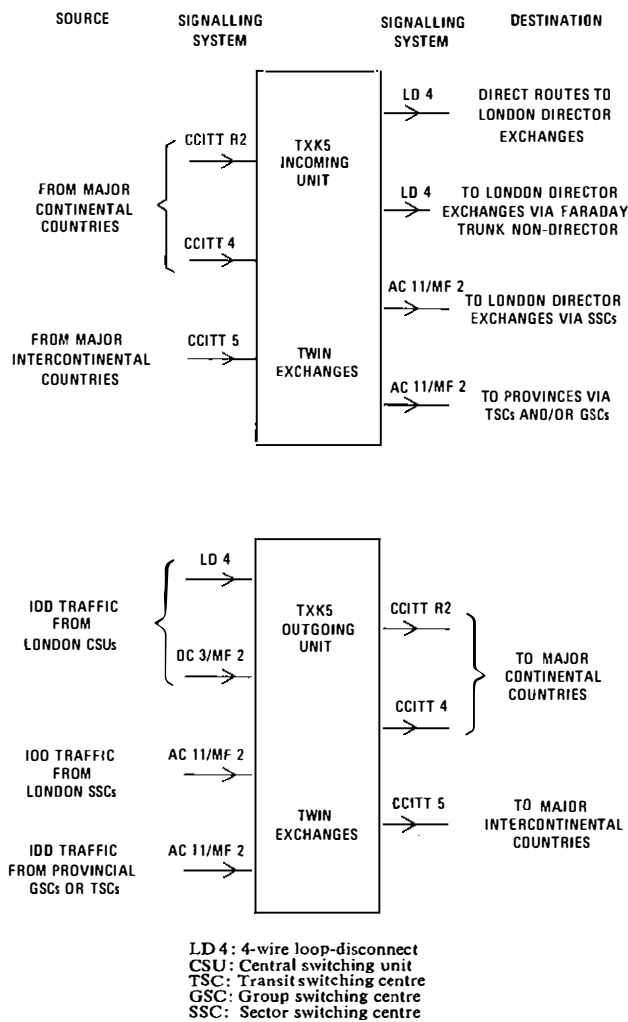 SOURCE
SIGNALLING
SYSTEM
SIGNALLING
SYSTEM
DESTINATION
FROM MAJOR
CONTINENTAL
COUNTRIES
CCITT R2
CCITT 4
FROM MAJOR
INTERCONTINENTAL
COUNTRIES
CCITT 5
TXK5
INCOMING
UNIT
TWIN
EXCHANGES
LD 4
DIRECT ROUTES TO
LONDON DIRECTOR
EXCHANGES
LD 4
TO LONDON DIRECTOR
EXCHANGES VIA FARADAY
TRUNK NON-DIRECTOR
AC 11/MF 2
TO LONDON DIRECTOR
EXCHANGES VIA SSCs
AC 11/MF 2
TO PROVINCES VIA
TSCs AND/OR GSCs
IDD TRAFFIC
FROM
LONDON CSUs
LD 4
DC 3/MF 2
IDD TRAFFIC
FROM
LONDON SSCs
AC 11/MF 2
IDD TRAFFIC
FROM PROVINCIAL
GSCs OR TSCs
AC 11/MF 2
TXK5
OUTGOING
UNIT
TWIN
EXCHANGES
CCITT R2
CCITT 4
TO MAJOR
CONTINENTAL
COUNTRIES
CCITT 5
TO MAJOR
INTERCONTINENTAL
COUNTRIES
LD 4: 4-wire loop-disconnect
CSU: Central switching unit
TSC: Transit switching centre
GSC: Group switching centre
SSC: Sector switching centre